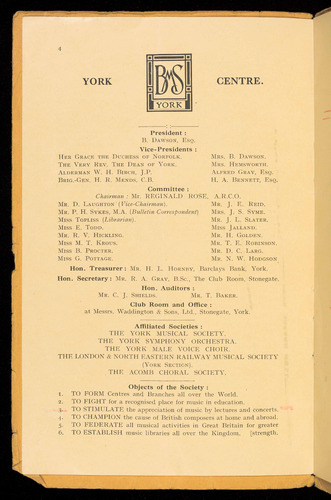 4
YORK BMS YORK CENTRE.
President :
B. Dawson, Esq.
Vice-Presidents :
Her Grace the Duchess of Norfolk. Mrs. B. Dawson.
The Very Rev. The Dean of York. Mrs. Hemsworth.
Alderman W. H. Birch, J.P. Alfred Gray, Esq.
Brig.-Gen. H. R. Mends, C.B. H. A. Bennett, Esq.
Committee :
Chairman : Mr. REGINALD ROSE, A.R.C.O.
Mr. D. Laughton (Vice-Chairman). Mr. J. E. Reid.
Mr. P. H. Sykes, M.A. (Bulletin Correspondent) Mrs. J. S. Syme.
Miss Topliss (Librarian). Mr. J. L. Slater.
Miss E. Todd. Miss Jalland.
Mr. R. V. Hickling. Mr. H. Golden.
Miss M. T. Krous. Mr. T. E. Robinson.
Miss B. Procter. Mr. D. C. Lamc.
Miss G. Pottage. Mr. N. W. Hodgson
Hon. Treasurer: Mr. H. L. Hornby, Barclays Bank, York.
Hon. Secretary: Mr. R. A. Gray, B.Sc., The Club Room, Stonegate.
Hon. Auditors :
Mr. C. J. Shields. Mr. T. Baker.
Club Room and Office :
at Messrs. Waddington & Sons, Ltd., Stonegate, York.
Affiliated Societies :
THE YORK MUSICAL SOCIETY.
THE YORK SYMPHONY ORCHESTRA.
THE YORK MALE VOICE CHOIR.
THE LONDON & NORTH EASTERN RAILWAY MUSICAL SOCIETY
(York Section).
THE ACOMB CHORAL SOCIETY.
Objects of the Society :
1. TO FORM Centres and Branches all over the World.
2. TO FIGHT for a recognised place for music in education.
3. TO STIMULATE the appreciation of music by lectures and concerts.
4. TO CHAMPION the cause of British composers at home and abroad.
5. TO FEDERATE all musical activities in Great Britain for greater
6. TO ESTABLISH music libraries all over the Kingdom. [strength.